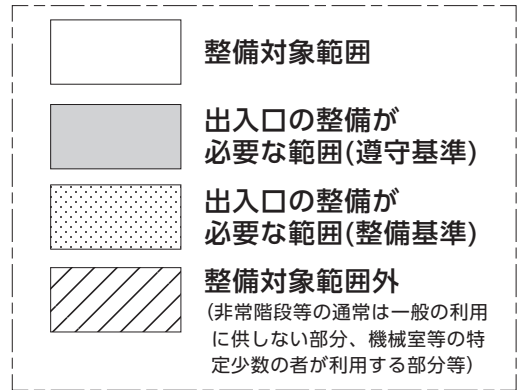 整備対象範囲
出入口の整備が
必要な範囲(遵守基準)
出入口の整備が
必要な範囲(整備基準)
整備対象範囲外
(非常階段等の通常は一般の利用
に供しない部分、機械室等の特
定少数の者が利用する部分等)